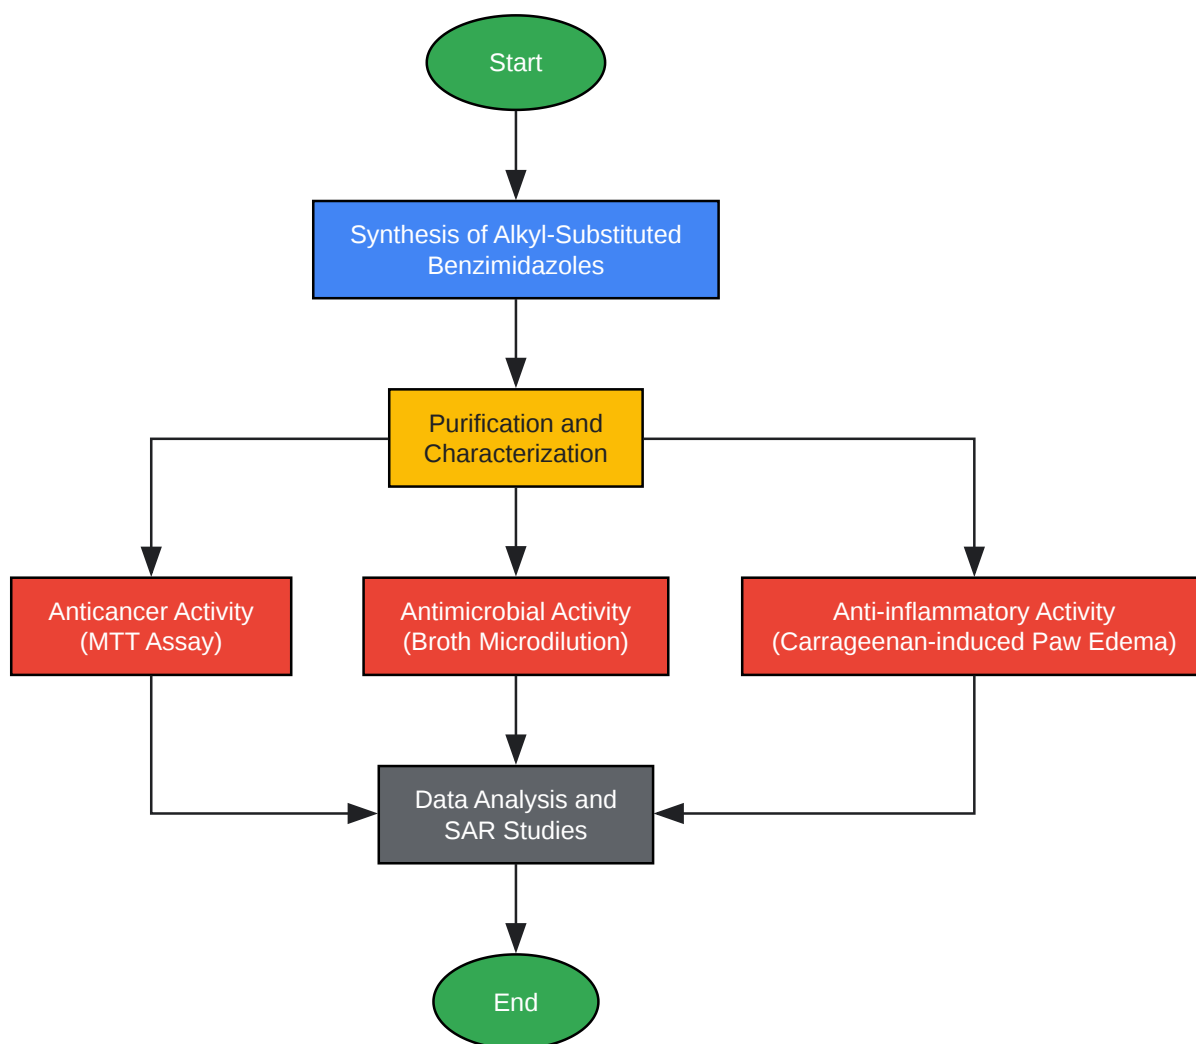 Start
Synthesis of Alkyl-Substituted
Benzimidazoles
Purification and
Characterization
Anticancer Activity
(MTT Assay)
Antimicrobial Activity
(Broth Microdilution)
Anti-inflammatory Activity
(Carrageenan-induced Paw Edema)
Data Analysis and
SAR Studies
End